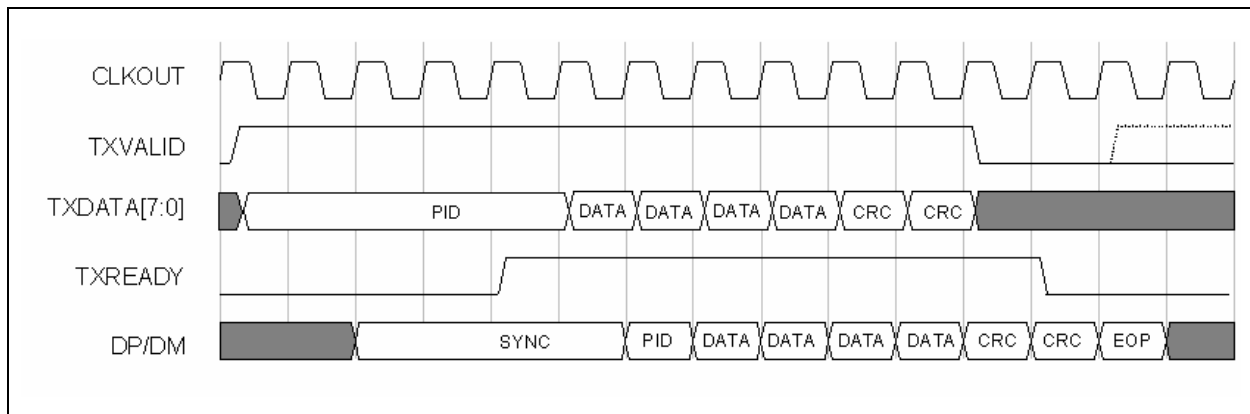 CLKOUT
TXVALID
TXDATA[7:0] PID DATA DATA DATA DATA CRC CRC
TXREADY
DP/DM SYNC PID DATA DATA DATA DATA CRC CRC EOP